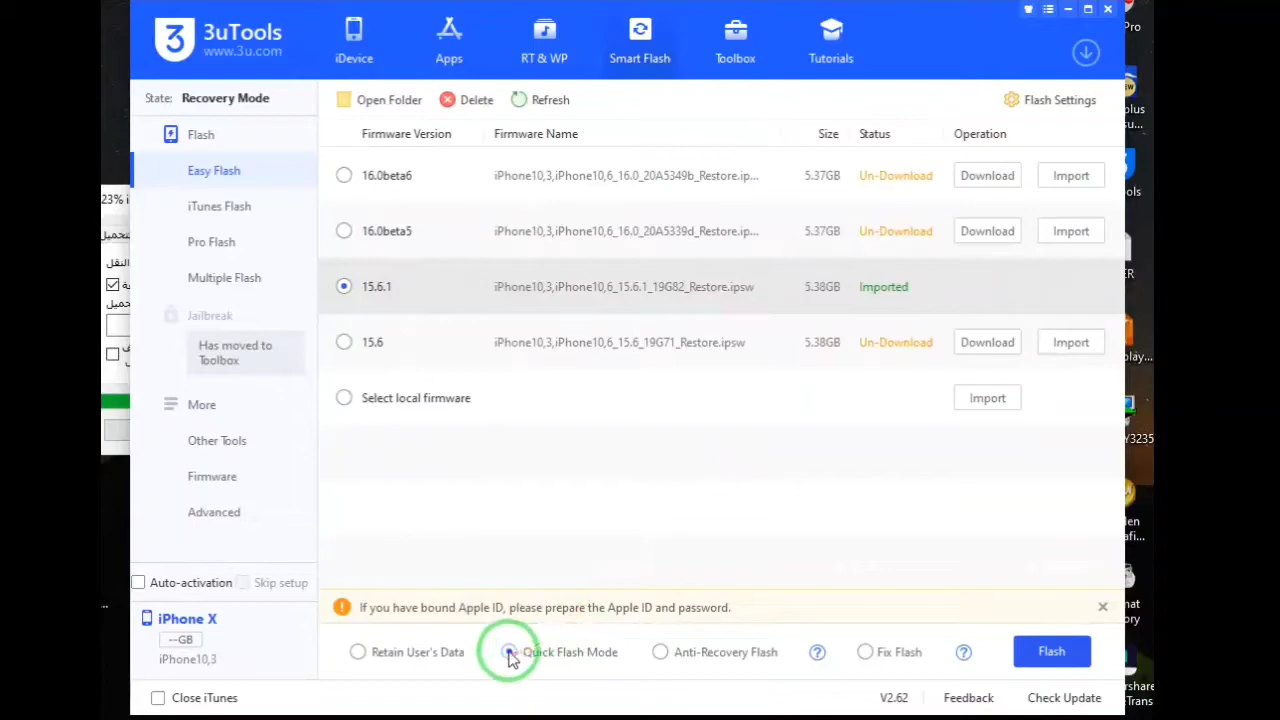 3
3uTools
www.3u.com
iDevice
Apps
RT & WP
Smart Flash
Toolbox
Tutorials
Pro
State: Recovery Mode
Open Folder
Delete
Refresh
Flash Settings
Flash
Firmware Version
Firmware Name
Size
Status
Operation
Easy Flash
16.0beta6
iPhone10,3,iPhone10,6_16.0_20A5349b_Restore.ip...
5.37GB
Un-Download
Download
Import
23%
iTunes Flash
16.0beta5
iPhone10,3,iPhone10,6_16.0_20A5339d_Restore.ip...
5.37GB
Un-Download
Download
Import
Pro Flash
Multiple Flash
15.6.1
iPhone10,3,iPhone10,6_15.6.1_19G82_Restore.ipsw
5.38GB
Imported
النقل
Jailbreak
Has moved to
Toolbox
15.6
iPhone10,3,iPhone10,6_15.6_19G71_Restore.ipsw
5.38GB
Un-Download
Download
Import
More
Select local firmware
Import
Other Tools
Firmware
Advanced
Auto-activation
Skip setup
If you have bound Apple ID, please prepare the Apple ID and password.
iPhone X
--GB
iPhone10,3
Retain User's Data
Quick Flash Mode
Anti-Recovery Flash
?
Fix Flash
?
Flash
Close iTunes
V2.62
Feedback
Check Update